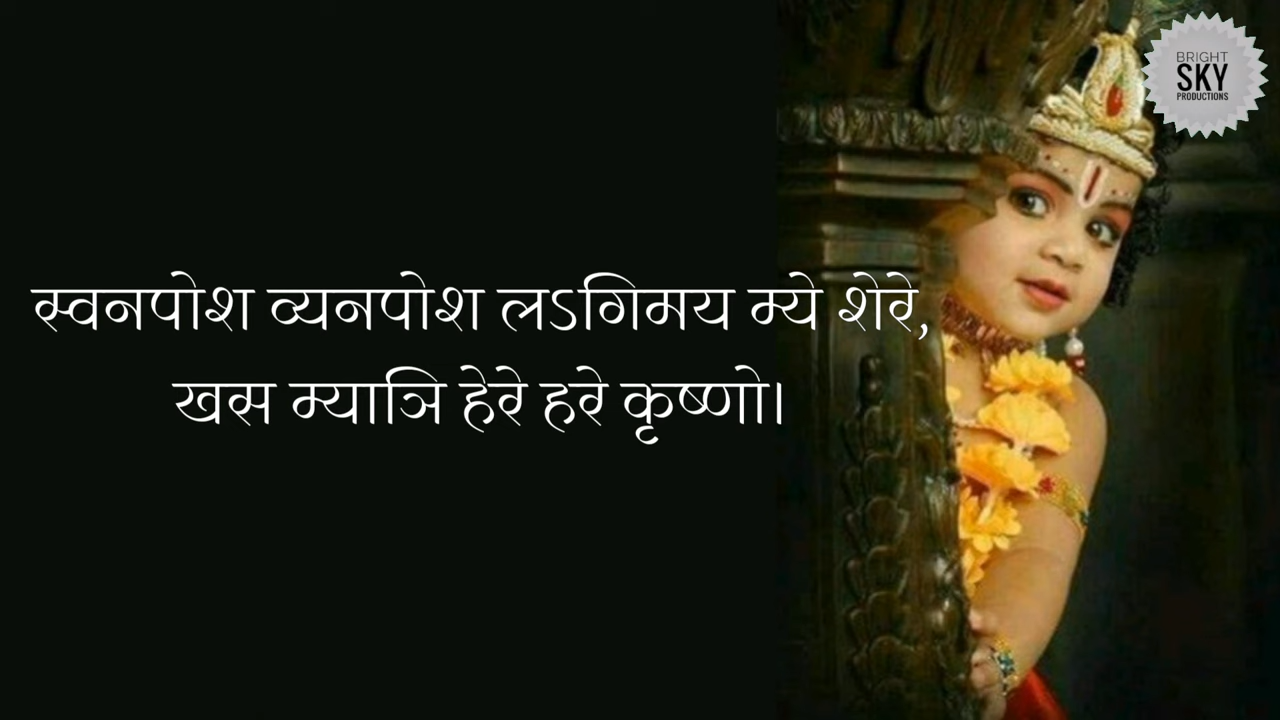 स्वनपोश व्यनपोश लऽगिमय म्ये शेरे,
खस म्यात्रि हेरे हरे कृष्णो।
BRIGHT
SKY
PRODUCTIONS